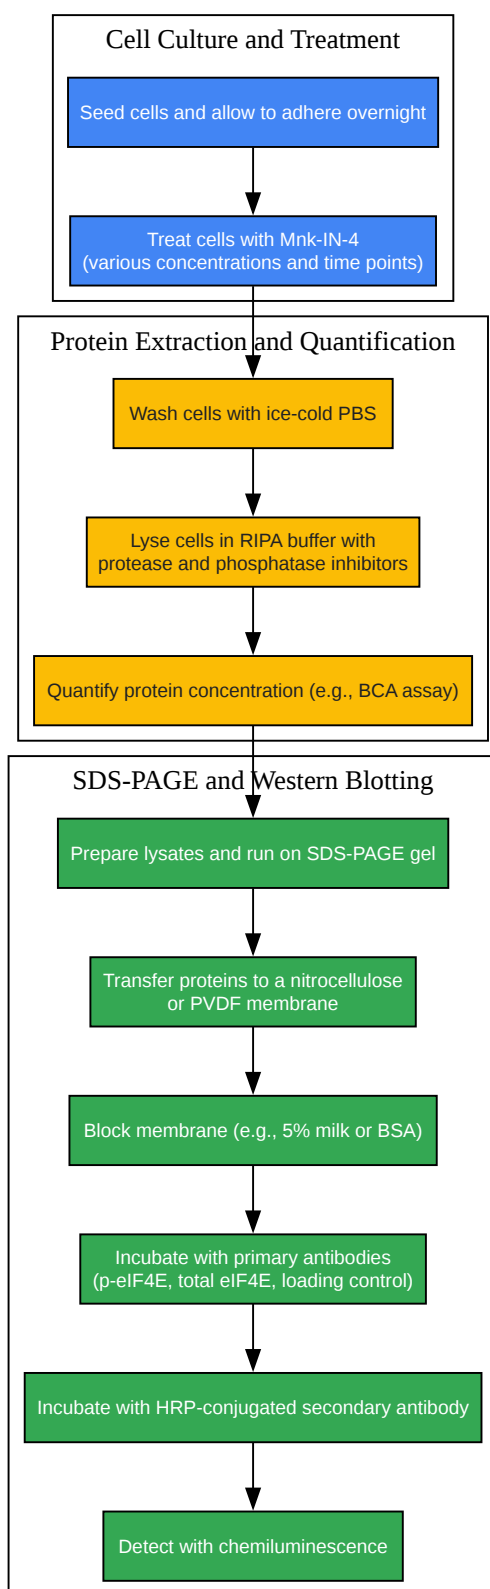 Cell Culture and Treatment
Seed cells and allow to adhere overnight
Treat cells with Mnk-IN-4
(various concentrations and time points)
Protein Extraction and Quantification
Wash cells with ice-cold PBS
Lyse cells in RIPA buffer with
protease and phosphatase inhibitors
Quantify protein concentration (e.g., BCA assay)
SDS-PAGE and Western Blotting
Prepare lysates and run on SDS-PAGE gel
Transfer proteins to a nitrocellulose
or PVDF membrane
Block membrane (e.g., 5% milk or BSA)
Incubate with primary antibodies
(p-eIF4E, total eIF4E, loading control)
Incubate with HRP-conjugated secondary antibody
Detect with chemiluminescence